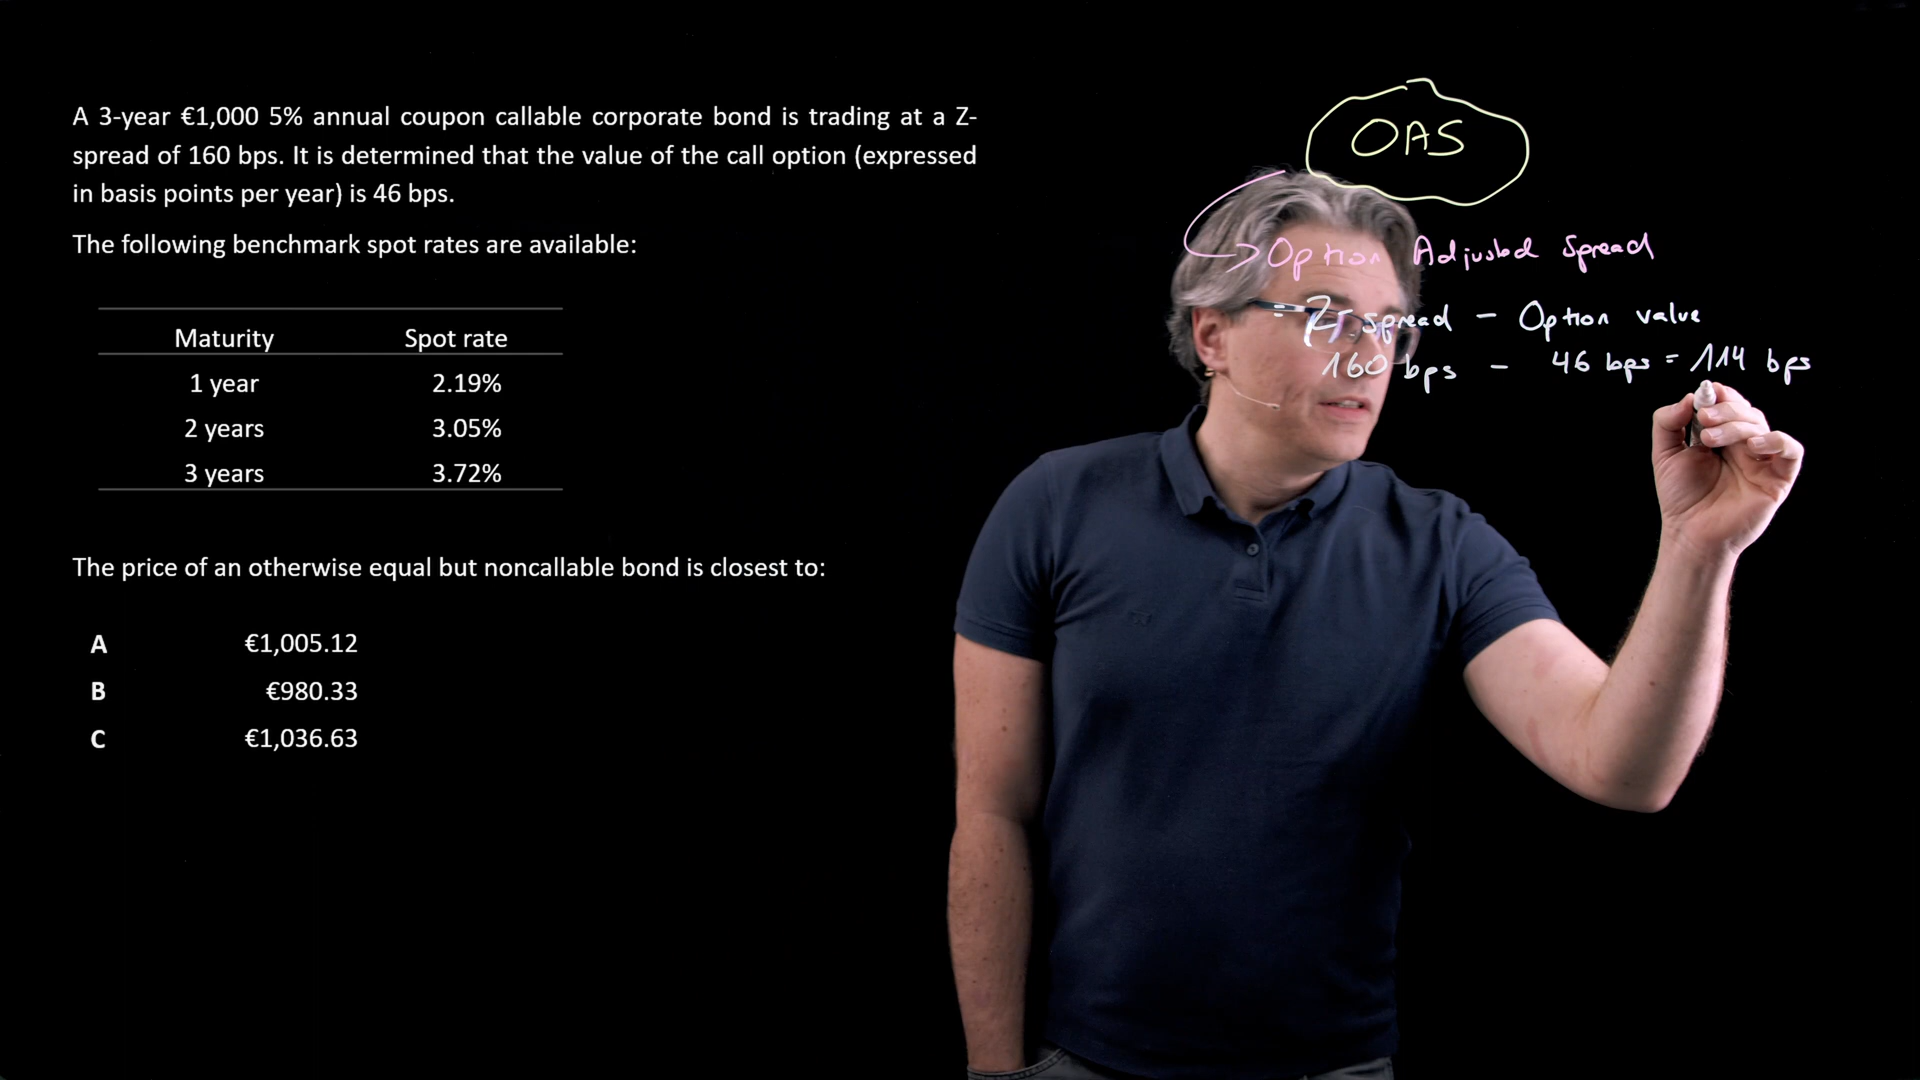 A 3-year €1,000 5% annual coupon callable corporate bond is trading at a Z-
spread of 160 bps. It is determined that the value of the call option (expressed
in basis points per year) is 46 bps.
The following benchmark spot rates are available:
Maturity Spot rate
1 year 2.19%
2 years 3.05%
3 years 3.72%
The price of an otherwise equal but noncallable bond is closest to:
A €1,005.12
B €980.33
C €1,036.63
OAS
Option Adjusted Spread
= Z-spread - Option value
160 bps - 46 bps = 114 bps